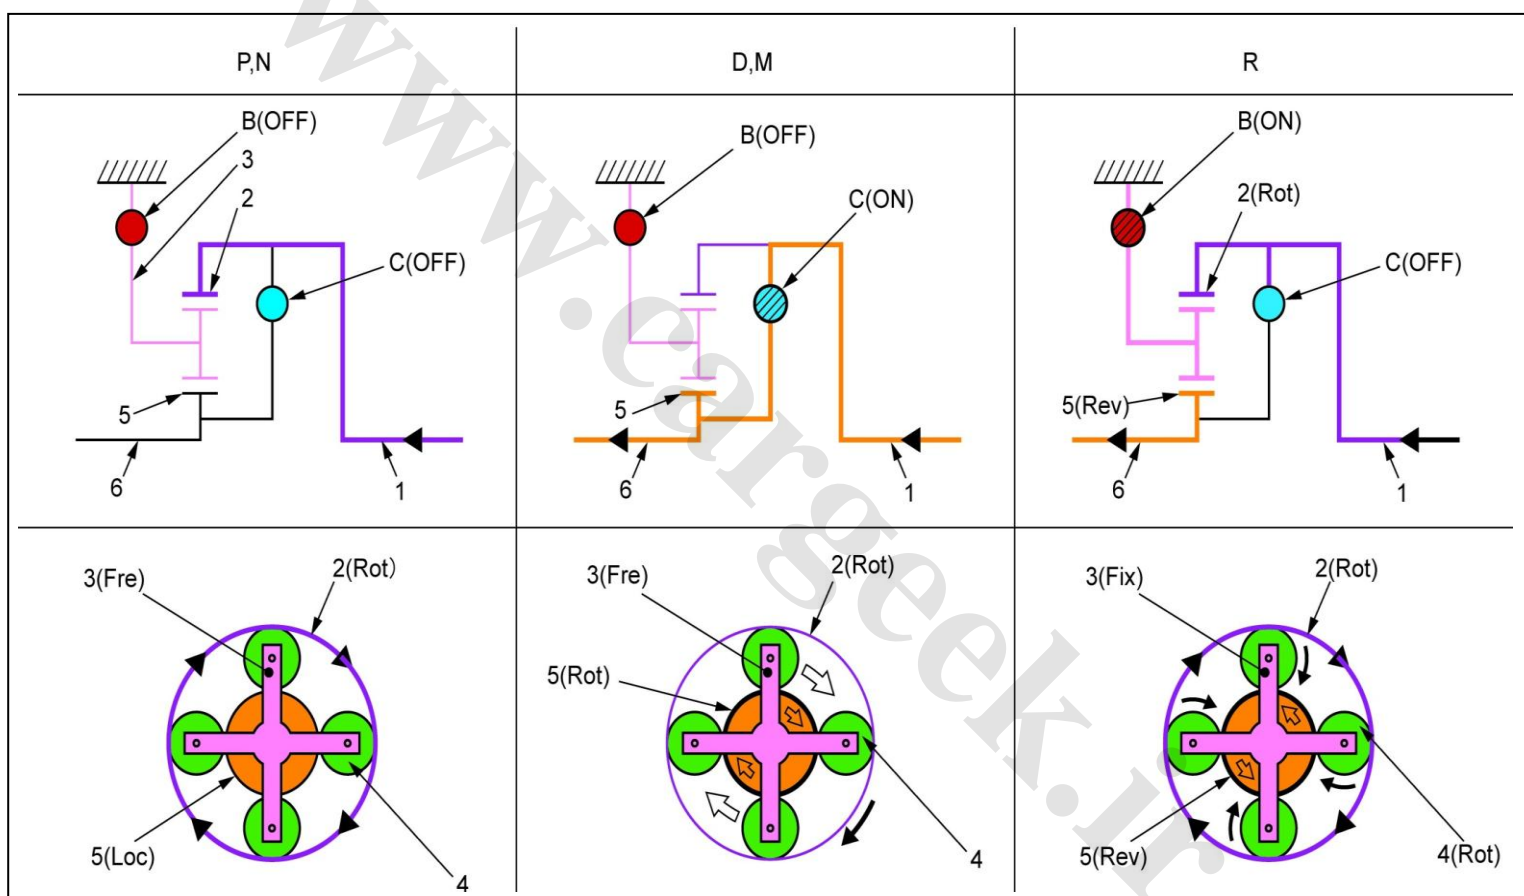 P,N
D,M
R
B(OFF)
3
2
C(OFF)
5
6
1
B(OFF)
C(ON)
5
6
1
B(ON)
2(Rot)
C(OFF)
5(Rev)
6
1
3(Fre)
2(Rot)
5(Loc)
4
3(Fre)
2(Rot)
5(Rot)
4
3(Fix)
2(Rot)
5(Rev)
4(Rot)
www.cargeek.ir